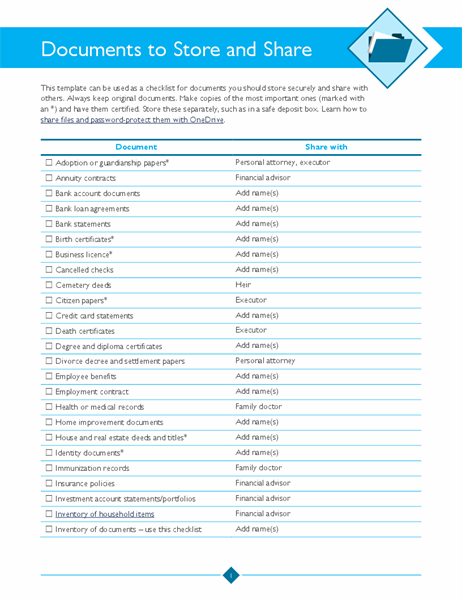 Documents to Store and Share
This template can be used as a checklist for documents you should store securely and share with
others. Always keep original documents. Make copies of the most important ones (marked with
an *) and have them certified. Store these separately, such as in a safe deposit box. Learn how to
share files and password-protect them with OneDrive.
Document Share with
☐ Adoption or guardianship papers* Personal attorney, executor
☐ Annuity contracts Financial advisor
☐ Bank account documents Add name(s)
☐ Bank loan agreements Add name(s)
☐ Bank statements Add name(s)
☐ Birth certificates* Add name(s)
☐ Business licence* Add name(s)
☐ Cancelled checks Add name(s)
☐ Cemetery deeds Heir
☐ Citizen papers* Executor
☐ Credit card statements Add name(s)
☐ Death certificates Executor
☐ Degree and diploma certificates Add name(s)
☐ Divorce decree and settlement papers Personal attorney
☐ Employee benefits Add name(s)
☐ Employment contract Add name(s)
☐ Health or medical records Family doctor
☐ Home improvement documents Add name(s)
☐ House and real estate deeds and titles* Add name(s)
☐ Identity documents* Add name(s)
☐ Immunization records Family doctor
☐ Insurance policies Financial advisor
☐ Investment account statements/portfolios Financial advisor
☐ Inventory of household items Financial advisor
☐ Inventory of documents – use this checklist Add name(s)
1